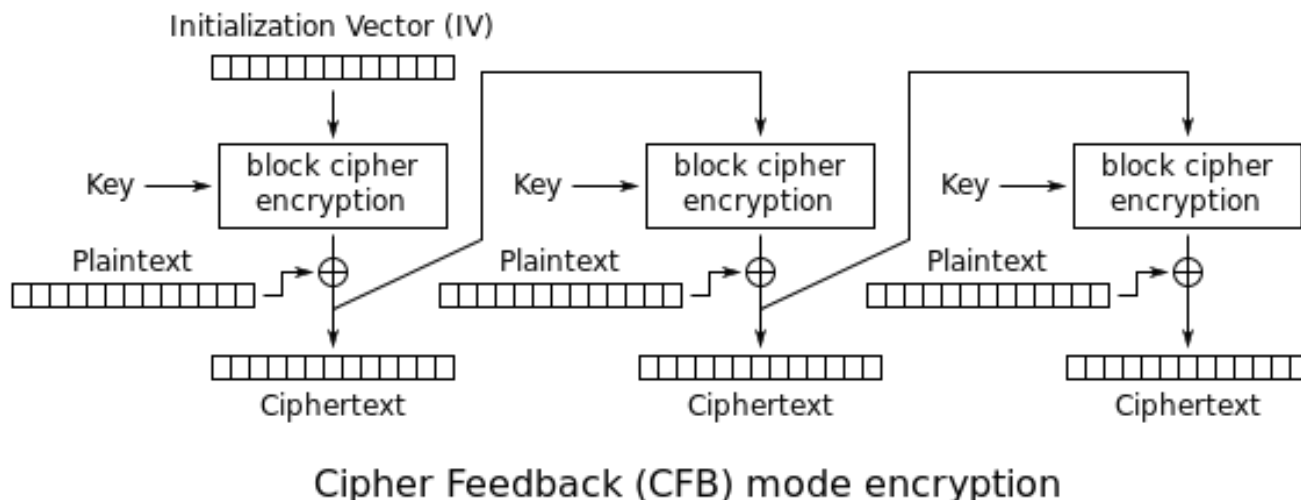 Initialization Vector (IV)
Key
block cipher
encryption
Key
block cipher
encryption
Key
block cipher
encryption
Plaintext
Plaintext
Plaintext
Ciphertext
Ciphertext
Ciphertext
Cipher Feedback (CFB) mode encryption